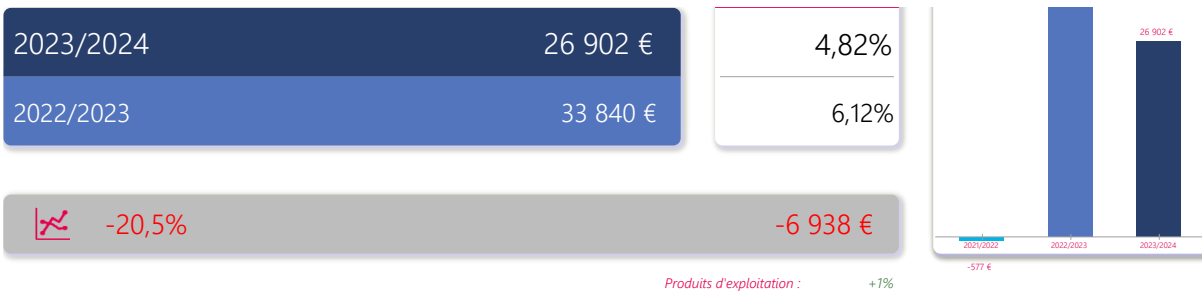 2023/2024 26 902 € 4,82%
2022/2023 33 840 € 6,12%
-20,5% -6 938 €
Produits d'exploitation : +1%
26 902 €
2021/2022 2022/2023 2023/2024
-577 €